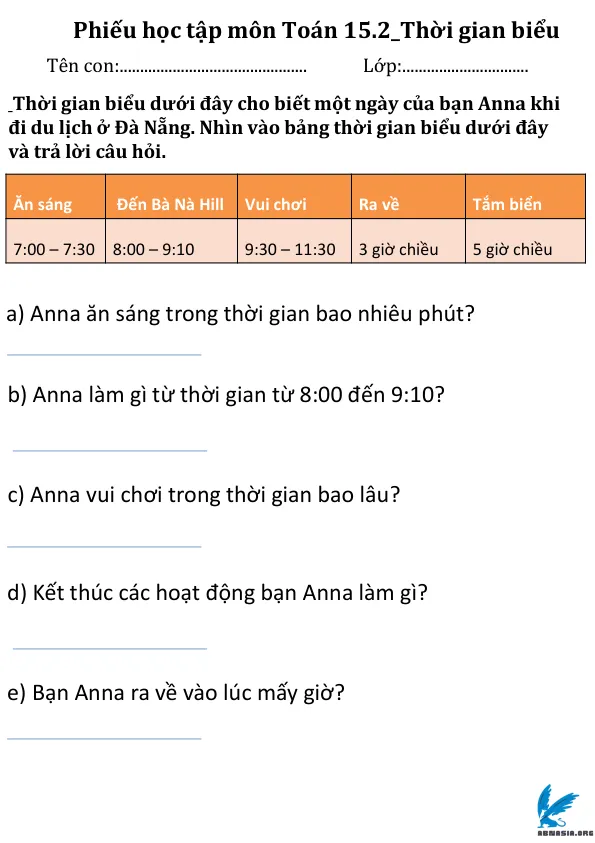 Phiếu học tập môn Toán 15.2_Thời gian biểu
Tên con:............................................... Lớp:................................
_Thời gian biểu dưới đây cho biết một ngày của bạn Anna khi
đi du lịch ở Đà Nẵng. Nhìn vào bảng thời gian biểu dưới đây
và trả lời câu hỏi.
Ăn sáng Đến Bà Nà Hill Vui chơi Ra về Tắm biển
7:00 – 7:30 8:00 – 9:10 9:30 – 11:30 3 giờ chiều 5 giờ chiều
a) Anna ăn sáng trong thời gian bao nhiêu phút?
b) Anna làm gì từ thời gian từ 8:00 đến 9:10?
c) Anna vui chơi trong thời gian bao lâu?
d) Kết thúc các hoạt động bạn Anna làm gì?
e) Bạn Anna ra về vào lúc mấy giờ?
ABNASIA.ORG